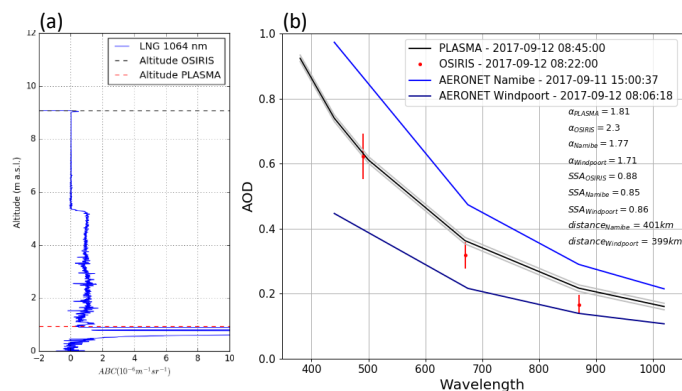 (a)
LNG 1064 nm
Altitude OSIRIS
Altitude PLASMA
12
10
8
6
4
2
0
Altitude (m a.s.l.)
−2 0 2 4 6 8 10
ABC(10⁻⁶m⁻¹sr⁻¹)
(b)
PLASMA - 2017-09-12 08:45:00
OSIRIS - 2017-09-12 08:22:00
AERONET Namibe - 2017-09-11 15:00:37
AERONET Windpoort - 2017-09-12 08:06:18
α_PLASMA = 1.81
α_OSIRIS = 2.3
α_Namibe = 1.77
α_Windpoort = 1.71
SSA_OSIRIS = 0.88
SSA_Namibe = 0.85
SSA_Windpoort = 0.86
distance_Namibe = 401km
distance_Windpoort = 399km
1.0
0.8
0.6
0.4
0.2
0.0
AOD
400 500 600 700 800 900 1000
Wavelength